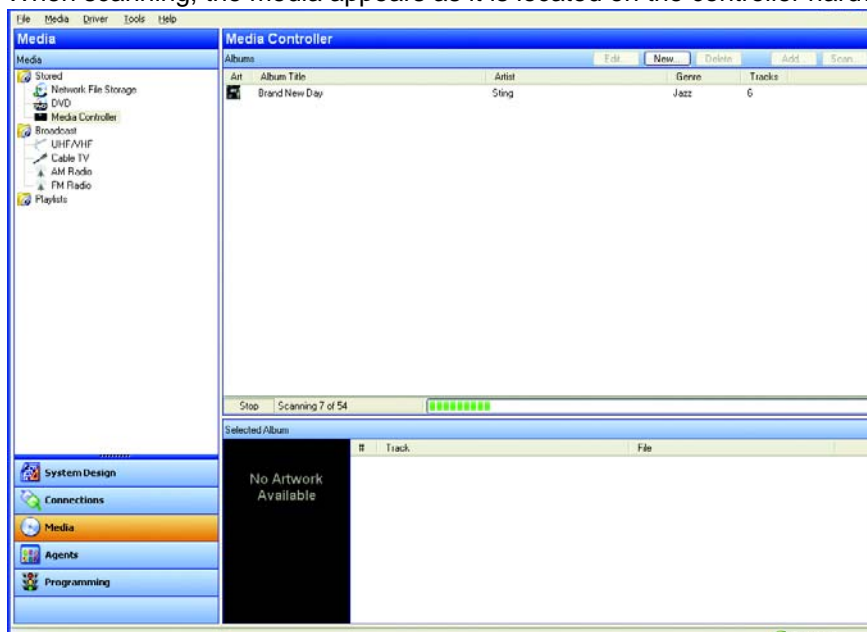 When scanning, the media appears as it is located on the controller hard
File Media Driver Tools Help
Media
Media
Stored
Network File Storage
DVD
Media Controller
Broadcast
UHF/VHF
Cable TV
AM Radio
FM Radio
Playlists
System Design
Connections
Media
Agents
Programming
Media Controller
Albums Edit... New... Delete Add... Scan...
Art Album Title Artist Genre Tracks
Brand New Day Sting Jazz 6
Stop Scanning 7 of 54
Selected Album
# Track File
No Artwork
Available